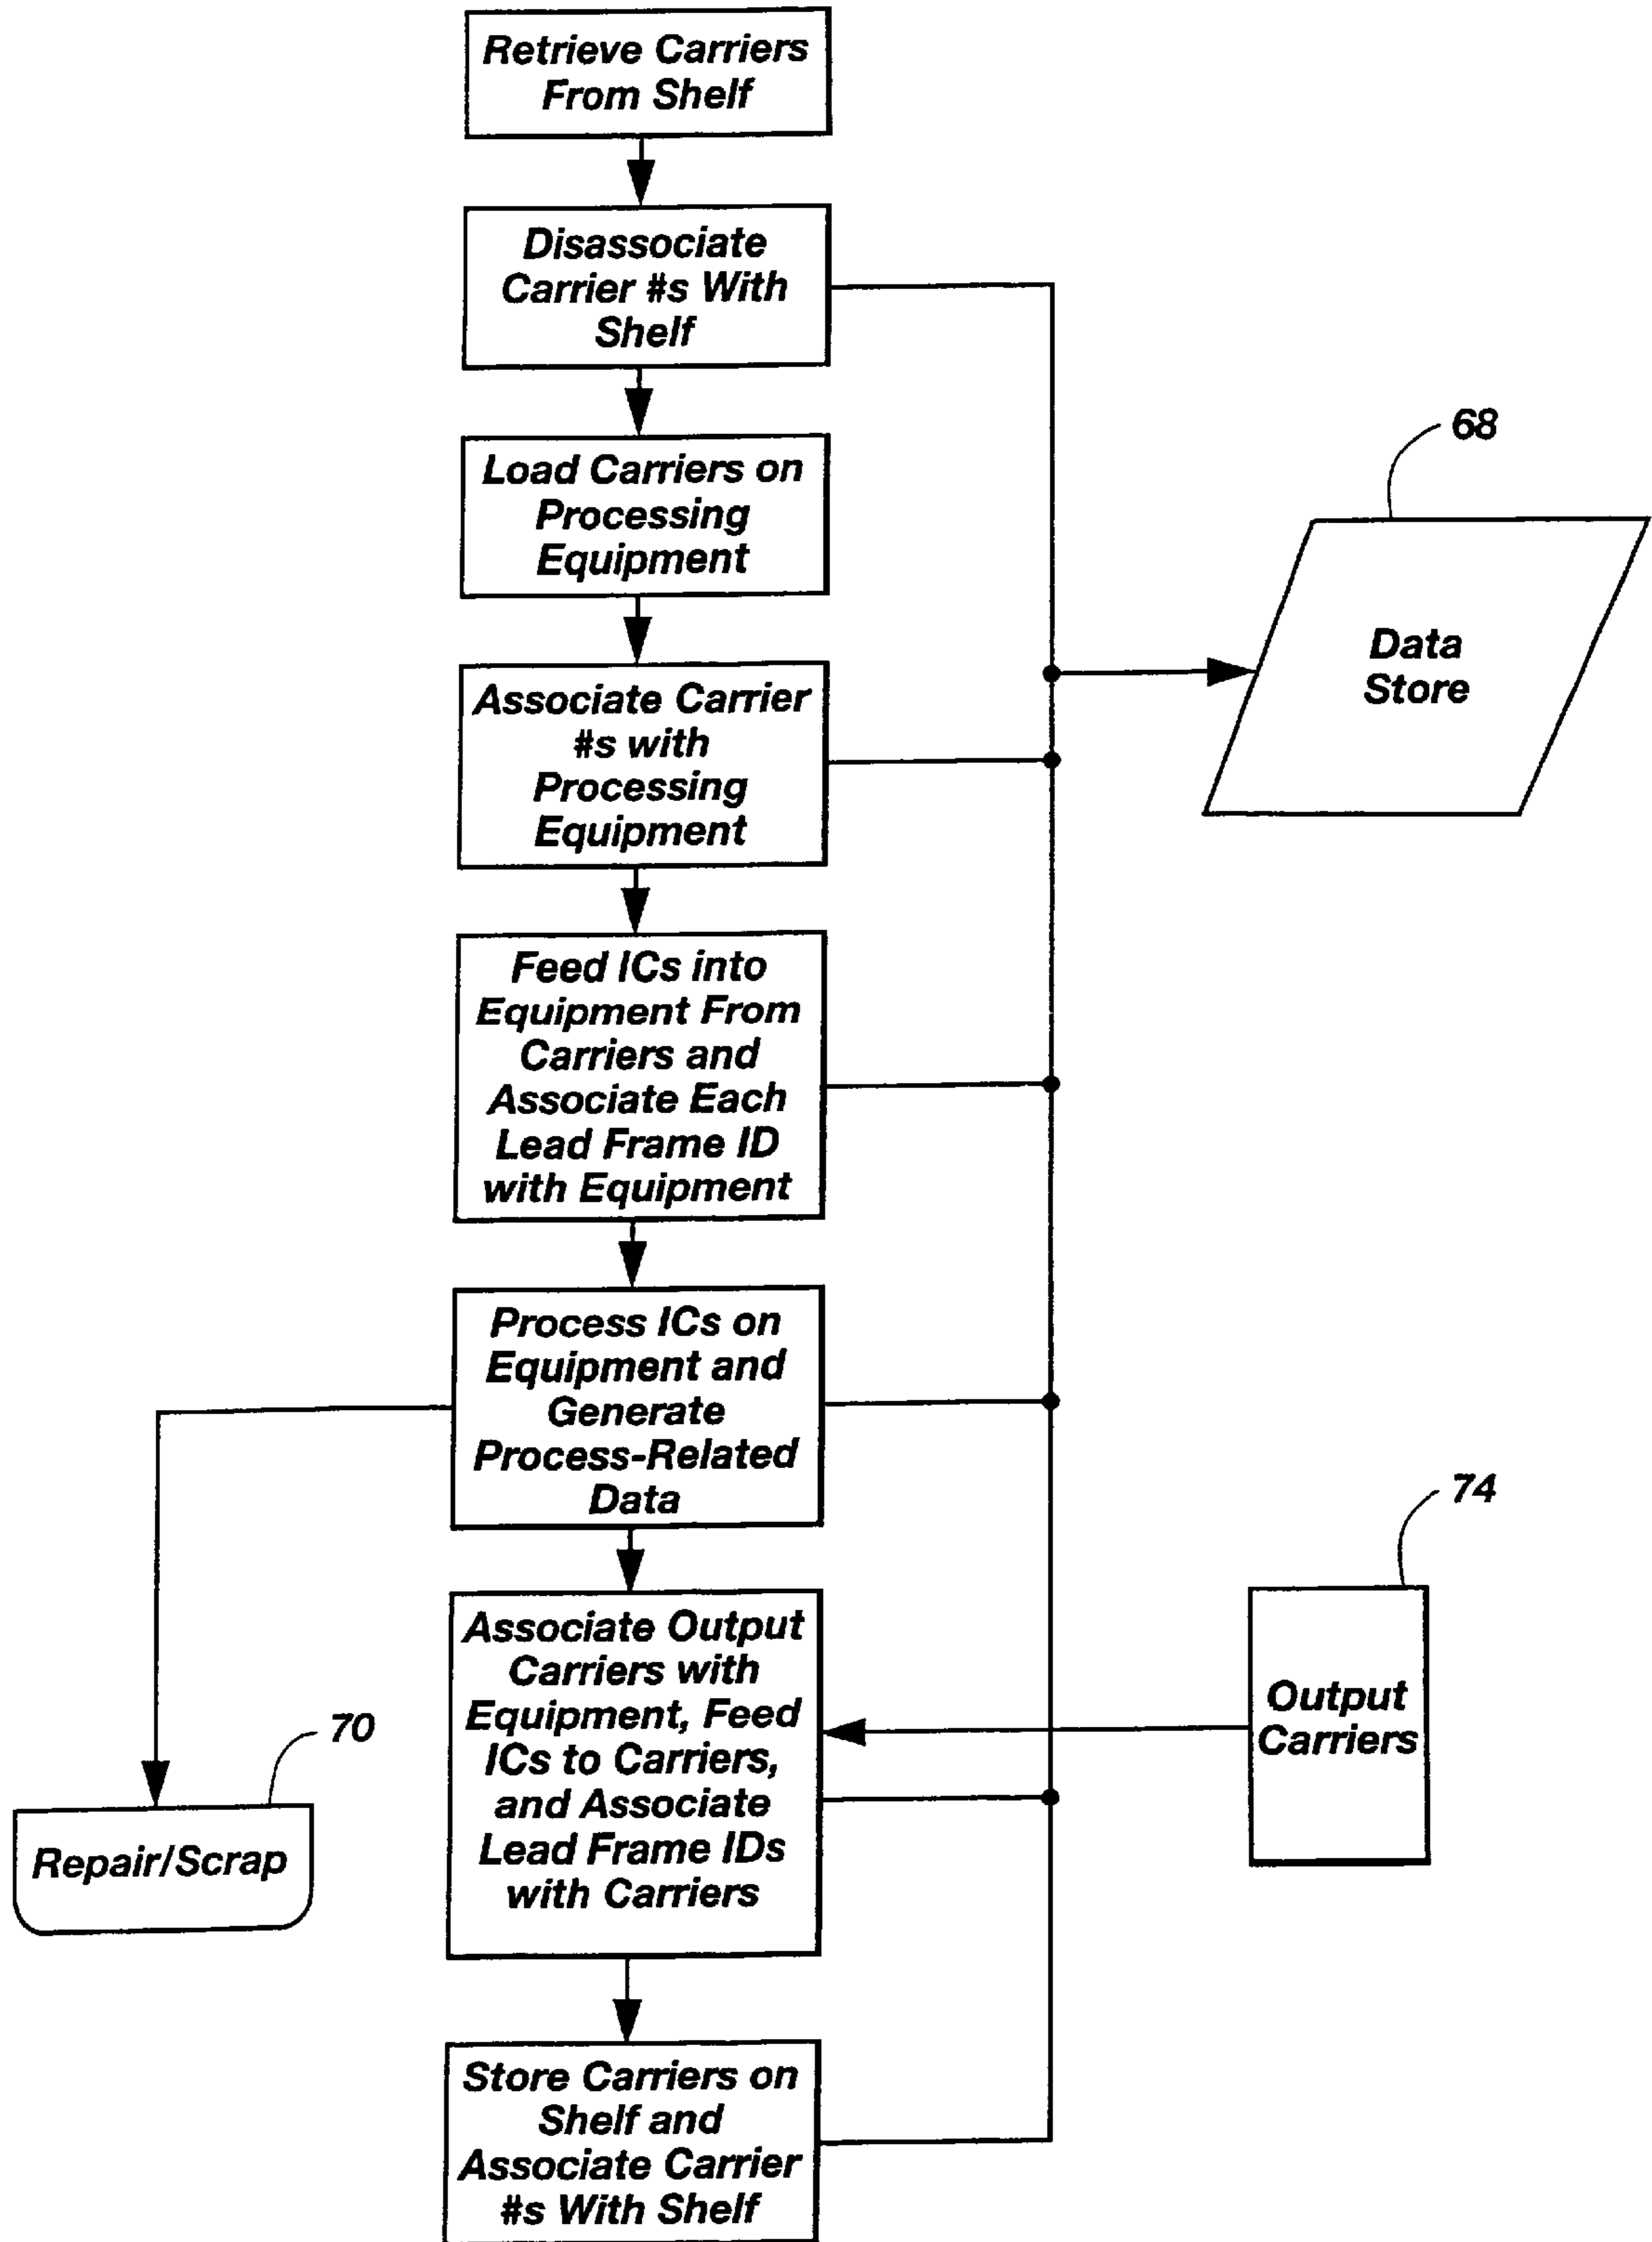 Retrieve Carriers
From Shelf
Disassociate
Carrier #s With
Shelf
Load Carriers on
Processing
Equipment
68
Data
Store
Associate Carrier
#s with
Processing
Equipment
Feed ICs into
Equipment From
Carriers and
Associate Each
Lead Frame ID
with Equipment
Process ICs on
Equipment and
Generate
Process-Related
Data
74
Output
Carriers
Associate Output
Carriers with
Equipment, Feed
ICs to Carriers,
and Associate
Lead Frame IDs
with Carriers
70
Repair/Scrap
Store Carriers on
Shelf and
Associate Carrier
#s With Shelf